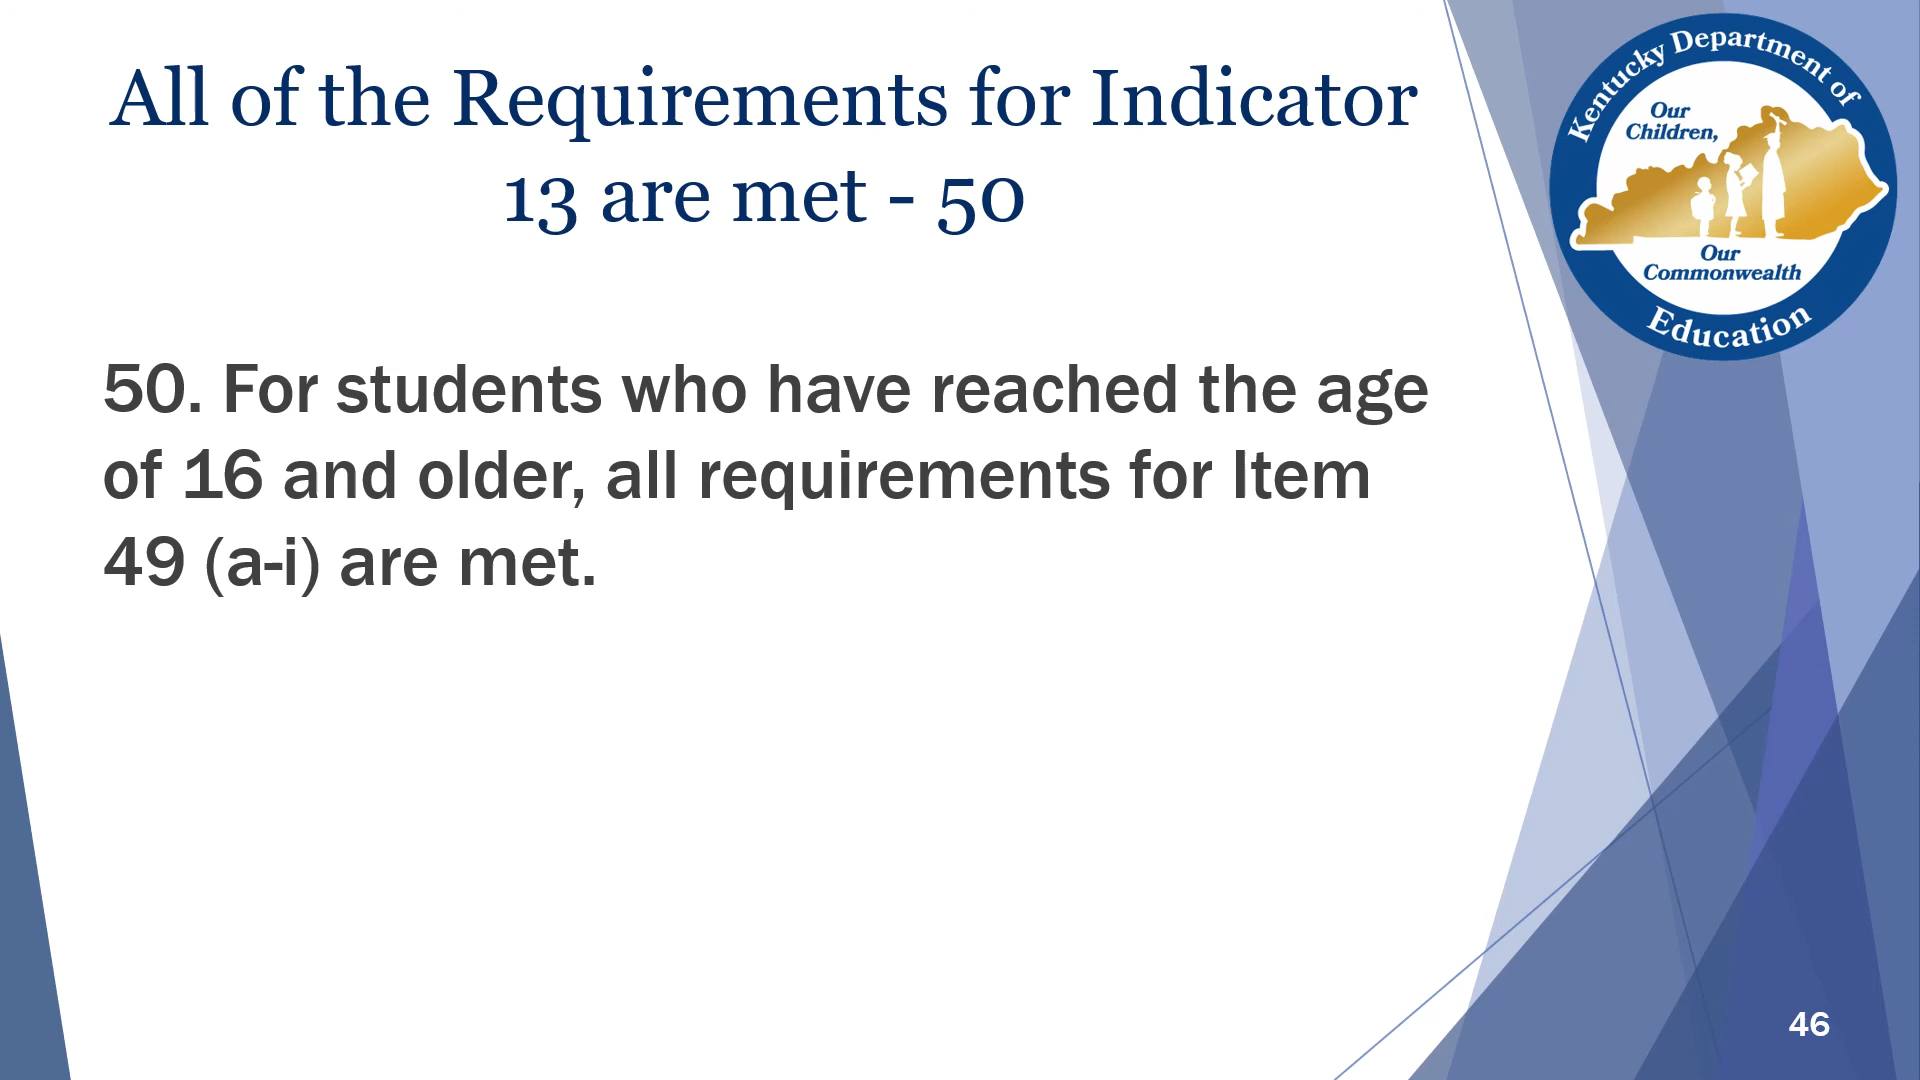 All of the Requirements for Indicator
13 are met - 50
Kentucky Department of
Our
Children,
Our
Commonwealth
Education
50. For students who have reached the age
of 16 and older, all requirements for Item
49 (a-i) are met.
46